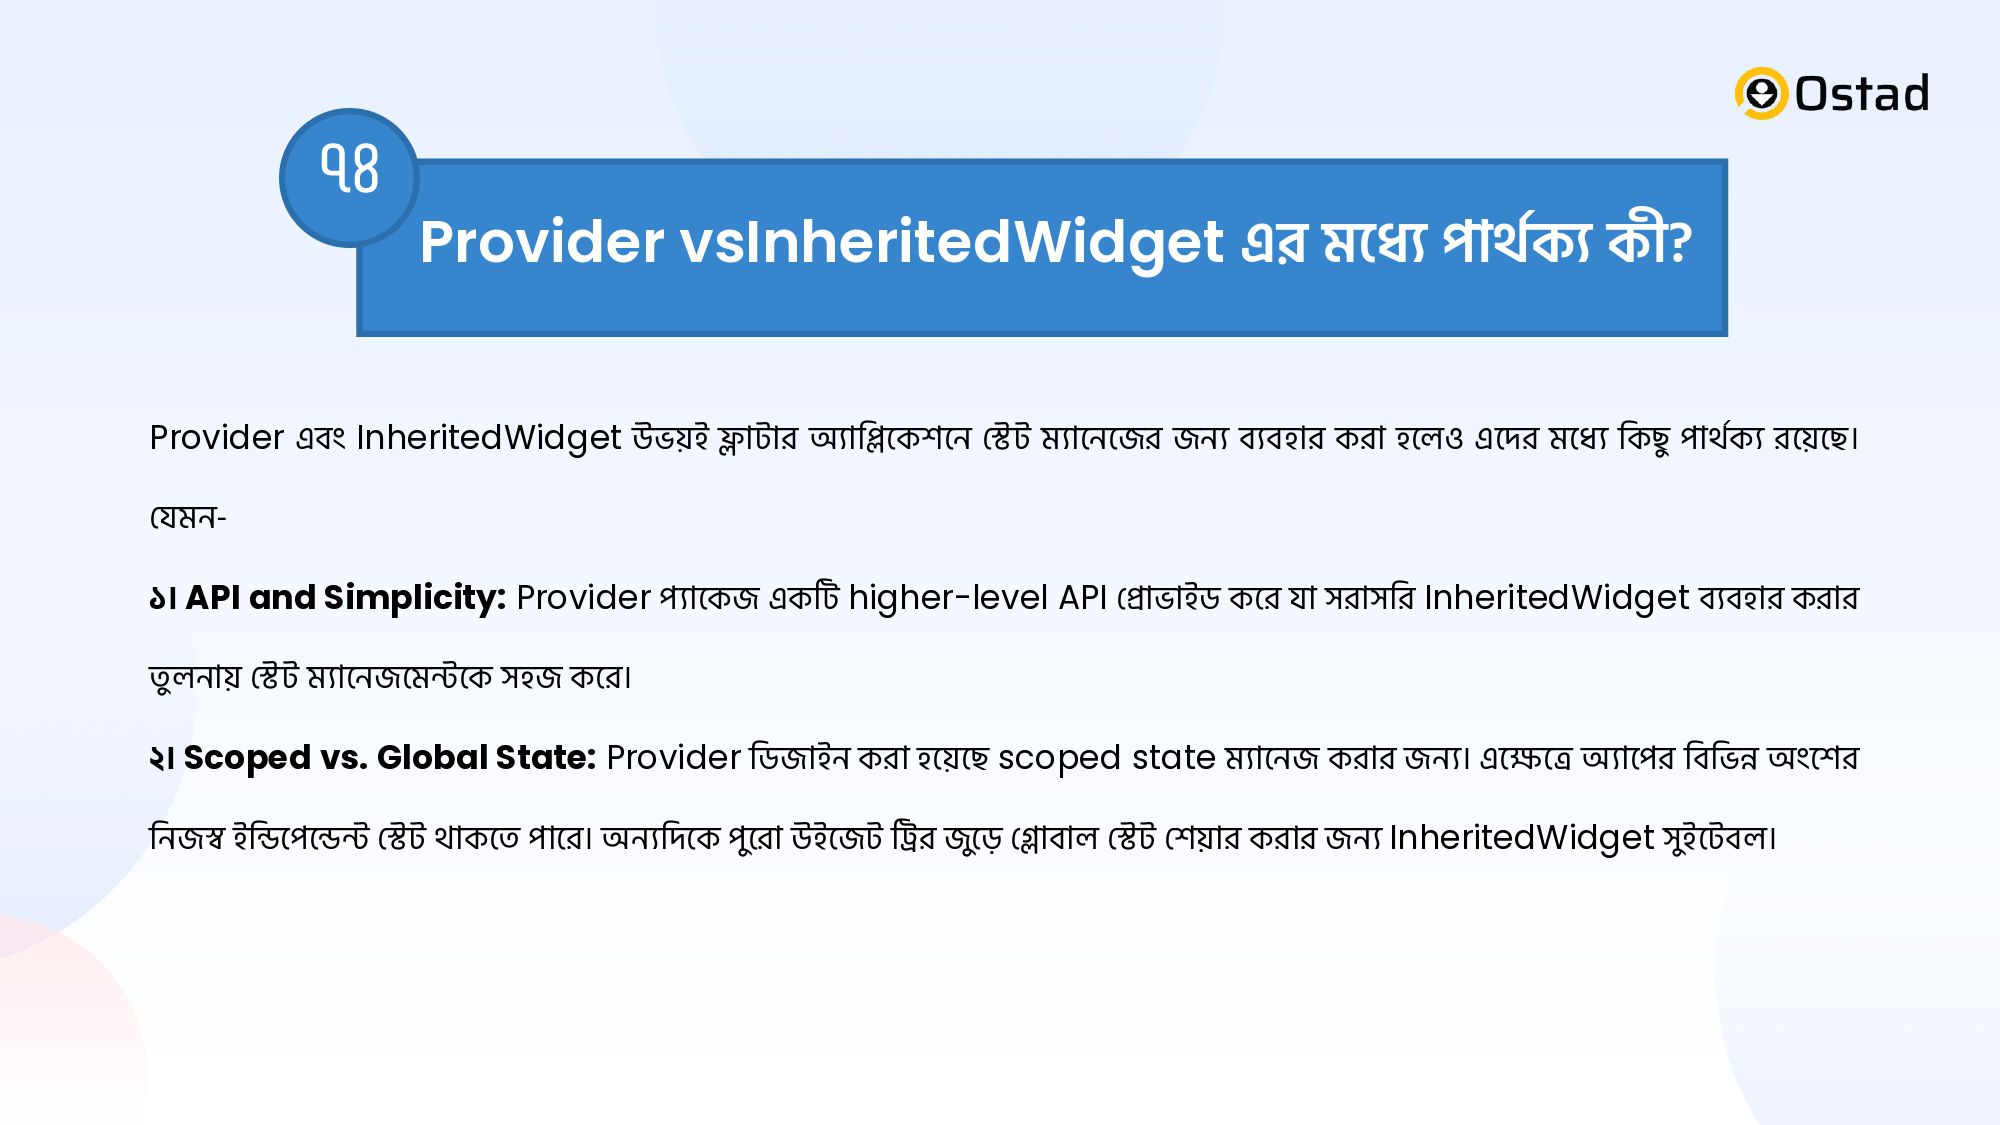 Ostad
৭৪
Provider vsInheritedWidget এর মধ্যে পার্থক্য কী?
Provider এবং InheritedWidget উভয়ই ফ্লাটার অ্যাপ্লিকেশনে স্টেট ম্যানেজের জন্য ব্যবহার করা হলেও এদের মধ্যে কিছু পার্থক্য রয়েছে।
যেমন-
১। API and Simplicity: Provider প্যাকেজ একটি higher-level API প্রোভাইড করে যা সরাসরি InheritedWidget ব্যবহার করার
তুলনায় স্টেট ম্যানেজমেন্টকে সহজ করে।
২। Scoped vs. Global State: Provider ডিজাইন করা হয়েছে scoped state ম্যানেজ করার জন্য। এক্ষেত্রে অ্যাপের বিভিন্ন অংশের
নিজস্ব ইন্ডিপেন্ডেন্ট স্টেট থাকতে পারে। অন্যদিকে পুরো উইজেট ট্রির জুড়ে গ্লোবাল স্টেট শেয়ার করার জন্য InheritedWidget সুইটেবল।